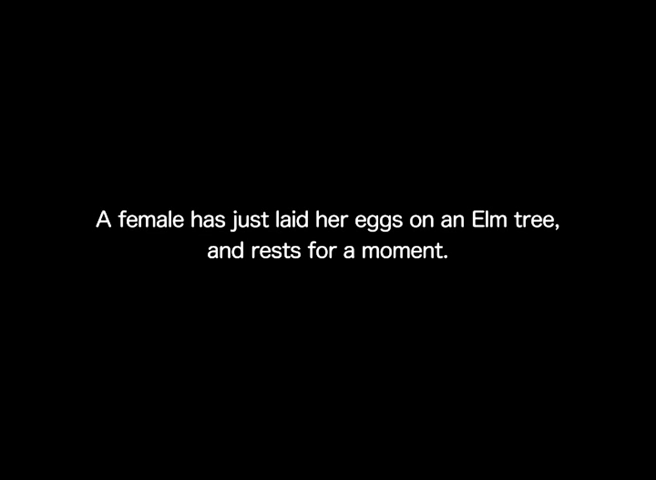 A female has just laid her eggs on an Elm tree,
and rests for a moment.